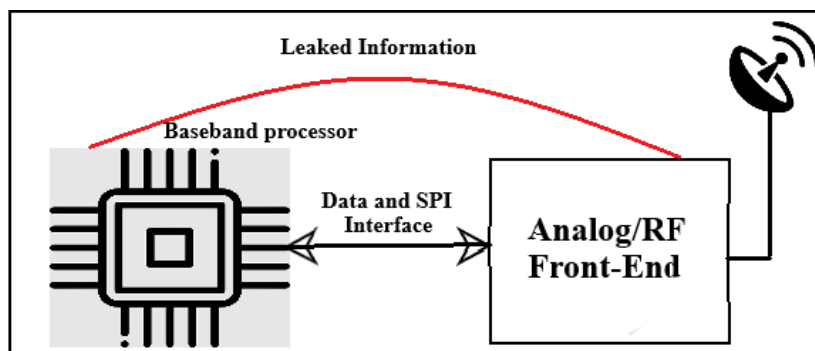 Leaked Information
Baseband processor
Data and SPI
Interface
Analog/RF
Front-End